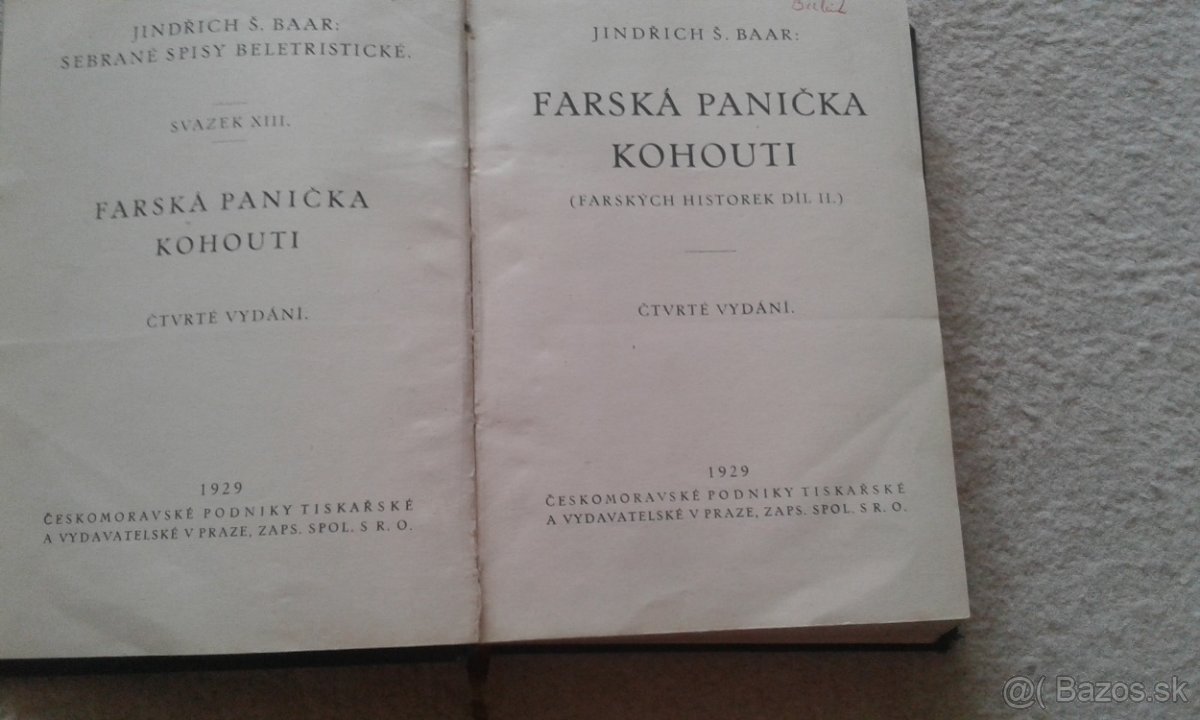 JINDŘICH Š. BAAR:
SEBRANÉ SPISY BELETRISTICKÉ.
SVAZEK XIII.
FARSKÁ PANIČKA
KOHOUTI
ČTVRTÉ VYDÁNÍ.
1929
ČESKOMORAVSKÉ PODNIKY TISKAŘSKÉ
A VYDAVATELSKÉ V PRAZE, ZAPS. SPOL. S R. O.
JINDŘICH Š. BAAR:
FARSKÁ PANIČKA
KOHOUTI
(FARSKÝCH HISTOREK DÍL II.)
ČTVRTÉ VYDÁNÍ.
1929
ČESKOMORAVSKÉ PODNIKY TISKAŘSKÉ
A VYDAVATELSKÉ V PRAZE, ZAPS. SPOL. S R. O.
@( Bazos.sk